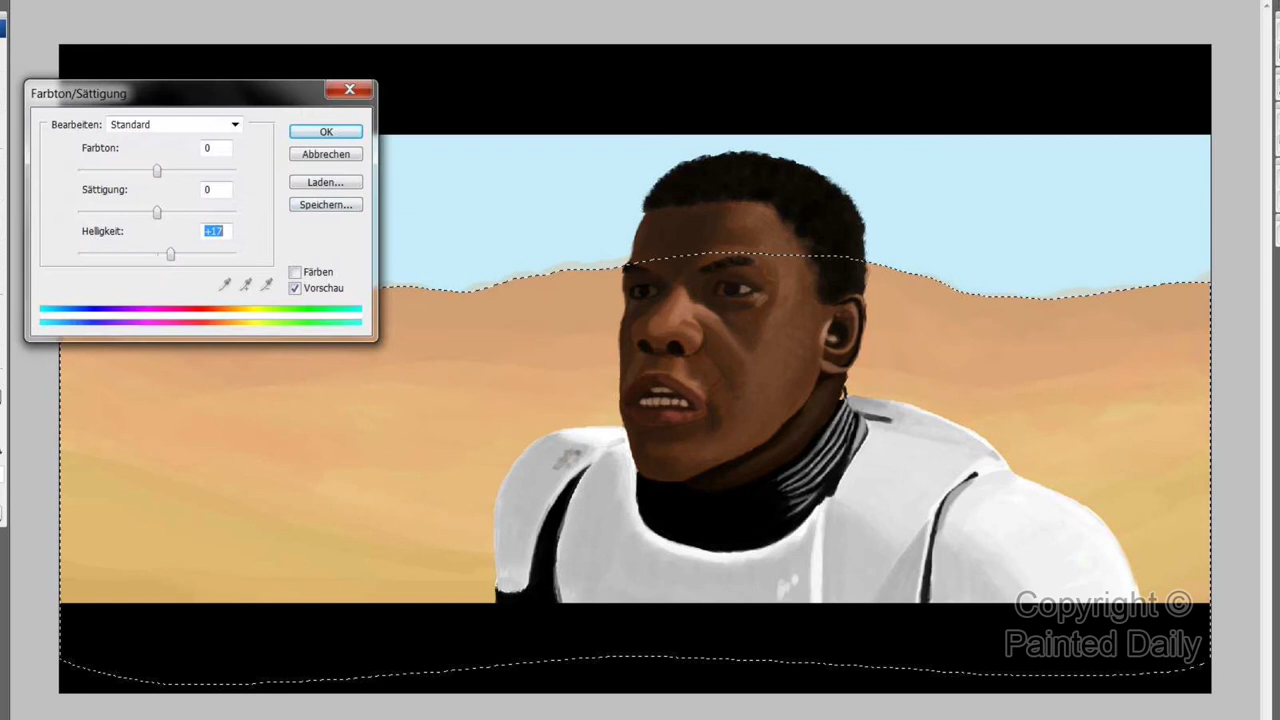 Farbton/Sättigung
Bearbeiten: Standard
OK
Farbton: 0
Abbrechen
Sättigung: 0
Laden...
Speichern...
Helligkeit: +17
Färben
Vorschau
Copyright ©
Painted Daily